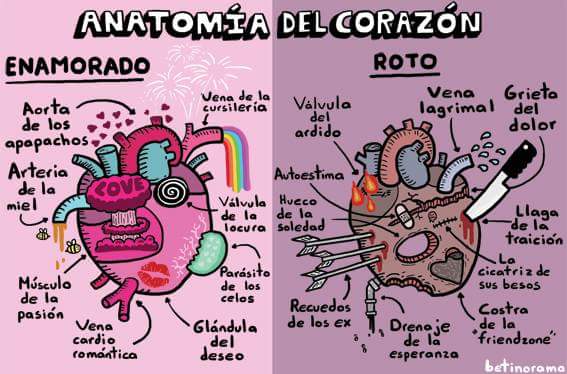 ANATOMÍA DEL CORAZÓN
ENAMORADO
Aorta
de los
apapachos
Vena de la
cursilería
Arteria
de la
miel
LOVE
Válvula
de la
locura
Parásito
de los
celos
Músculo
de la
pasión
Vena
cardio
romántica
Glándula
del
deseo
ROTO
Válvula
del
ardido
Vena
lagrimal
Grieta
del
dolor
Autoestima
Hueco
de la
soledad
Llaga
de la
traición
La
cicatriz de
sus besos
Recuerdos
de los ex
Drenaje
de la
esperanza
Costra
de la
"friendzone"
betinorama